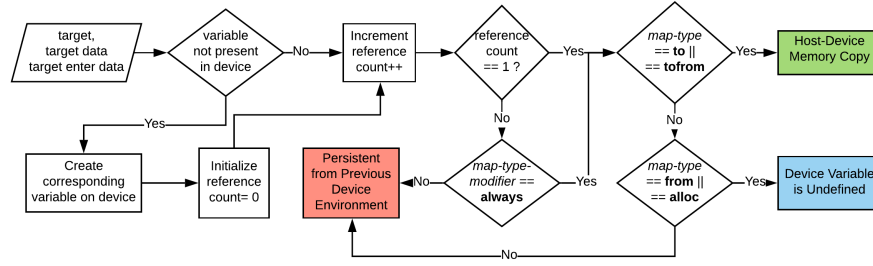 target,
target data
target enter data
variable
not present
in device
No
Increment
reference
count++
reference
count
== 1 ?
Yes
map-type
== to ||
== tofrom
Yes
Host-Device
Memory Copy
Yes
No
No
Create
corresponding
variable on device
Initialize
reference
count= 0
Persistent
from Previous
Device
Environment
No
map-type-
modifier ==
always
Yes
map-type
== from ||
== alloc
Yes
Device Variable
is Undefined
No